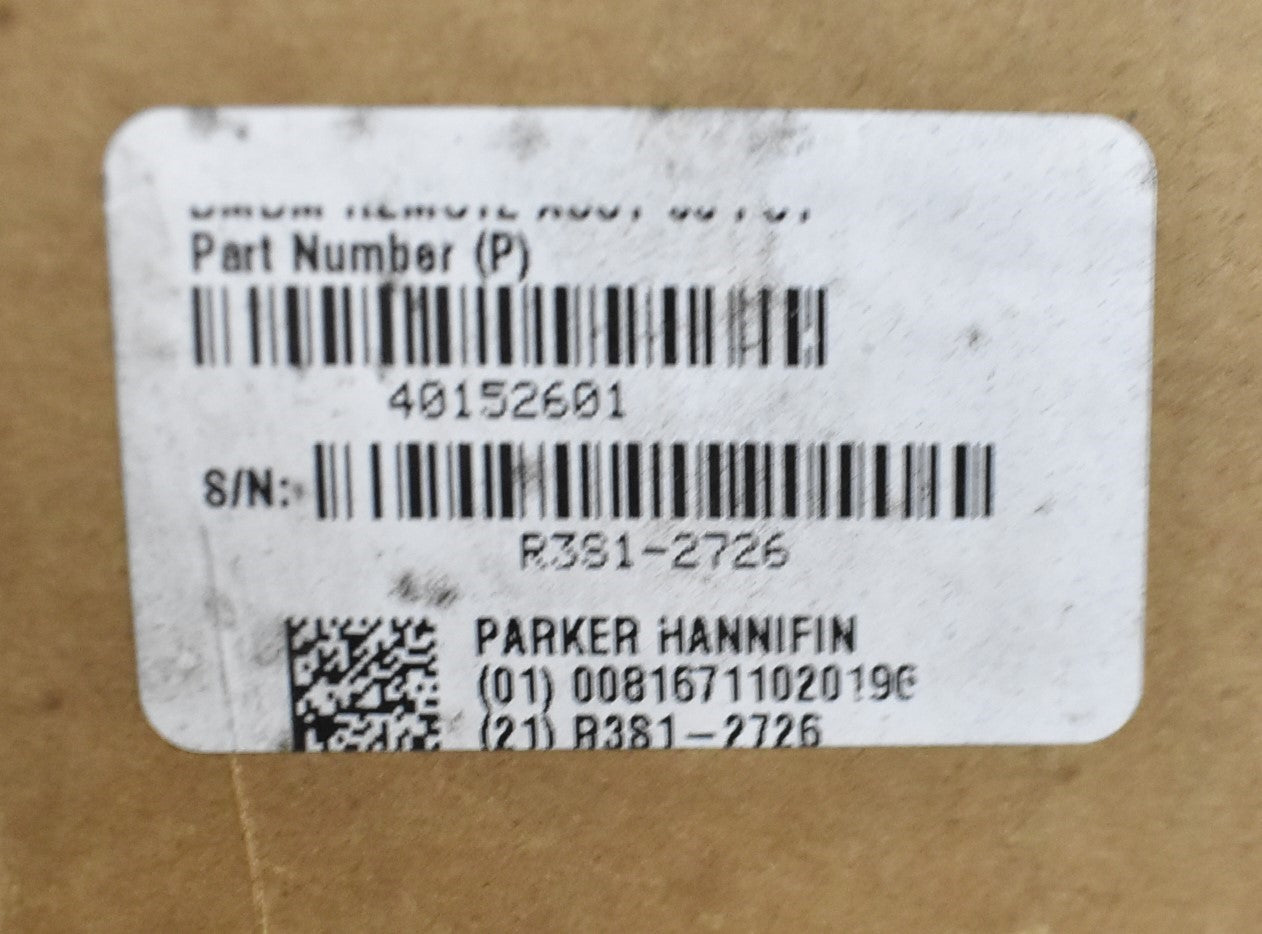 Part Number (P)
40152601
S/N:
R381-2726
PARKER HANNIFIN
(01) 00816711020196
(21) R381-2726